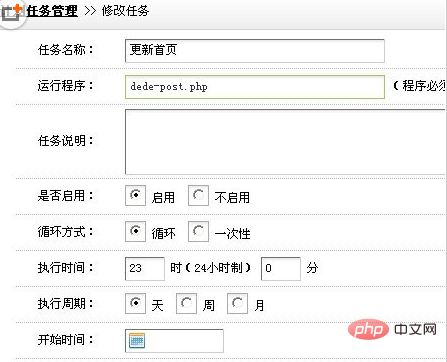 任务管理 >> 修改任务
任务名称： 更新首页
运行程序： dede-post.php （程序必须
任务说明：
是否启用： 启用 不启用
循环方式： 循环 一次性
执行时间： 23 时（24小时制） 0 分
执行周期： 天 周 月
开始时间：
php 中文网